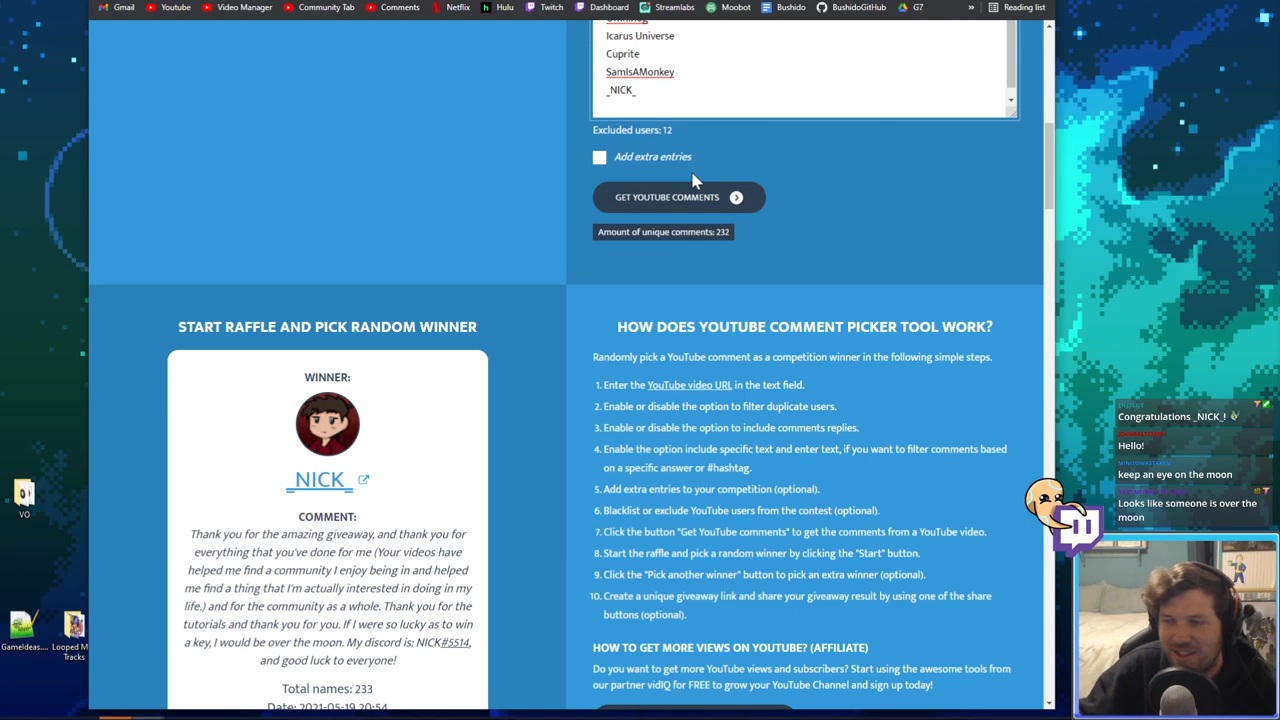 Gmail
Youtube
Video Manager
Community Tab
Comments
Netflix
Hulu
Twitch
Dashboard
Streamlabs
Moobot
Bushido
BushidoGitHub
G7
»
Reading list
Icarus Universe
Cuprite
SamIsAMonkey
_NICK_
Excluded users: 12
Add extra entries
GET YOUTUBE COMMENTS
Amount of unique comments: 232
START RAFFLE AND PICK RANDOM WINNER
WINNER:
_NICK_
COMMENT:
Thank you for the amazing giveaway, and thank you for
everything that you've done for me (Your videos have
helped me find a community I enjoy being in and helped
me find a thing that I'm actually interested in doing in my
life.) and for the community as a whole. Thank you for the
tutorials and thank you for you. If I were so lucky as to win
a key, I would be over the moon. My discord is: NICK#5514,
and good luck to everyone!
Total names: 233
Date: 2021-05-19 20:54
HOW DOES YOUTUBE COMMENT PICKER TOOL WORK?
Randomly pick a YouTube comment as a competition winner in the following simple steps.
1. Enter the YouTube video URL in the text field.
2. Enable or disable the option to filter duplicate users.
3. Enable or disable the option to include comments replies.
4. Enable the option include specific text and enter text, if you want to filter comments based
on a specific answer or #hashtag.
5. Add extra entries to your competition (optional).
6. Blacklist or exclude YouTube users from the contest (optional).
7. Click the button "Get YouTube comments" to get the comments from a YouTube video.
8. Start the raffle and pick a random winner by clicking the "Start" button.
9. Click the "Pick another winner" button to pick an extra winner (optional).
10. Create a unique giveaway link and share your giveaway result by using one of the share
buttons (optional).
HOW TO GET MORE VIEWS ON YOUTUBE? (AFFILIATE)
Do you want to get more YouTube views and subscribers? Start using the awesome tools from
our partner vidIQ for FREE to grow your YouTube Channel and sign up today!
VO
GameIdeas....
Looped M...
Tracks
Congratulations _NICK_!
Hello!
keep an eye on the moon
Looks like someone is over the
moon